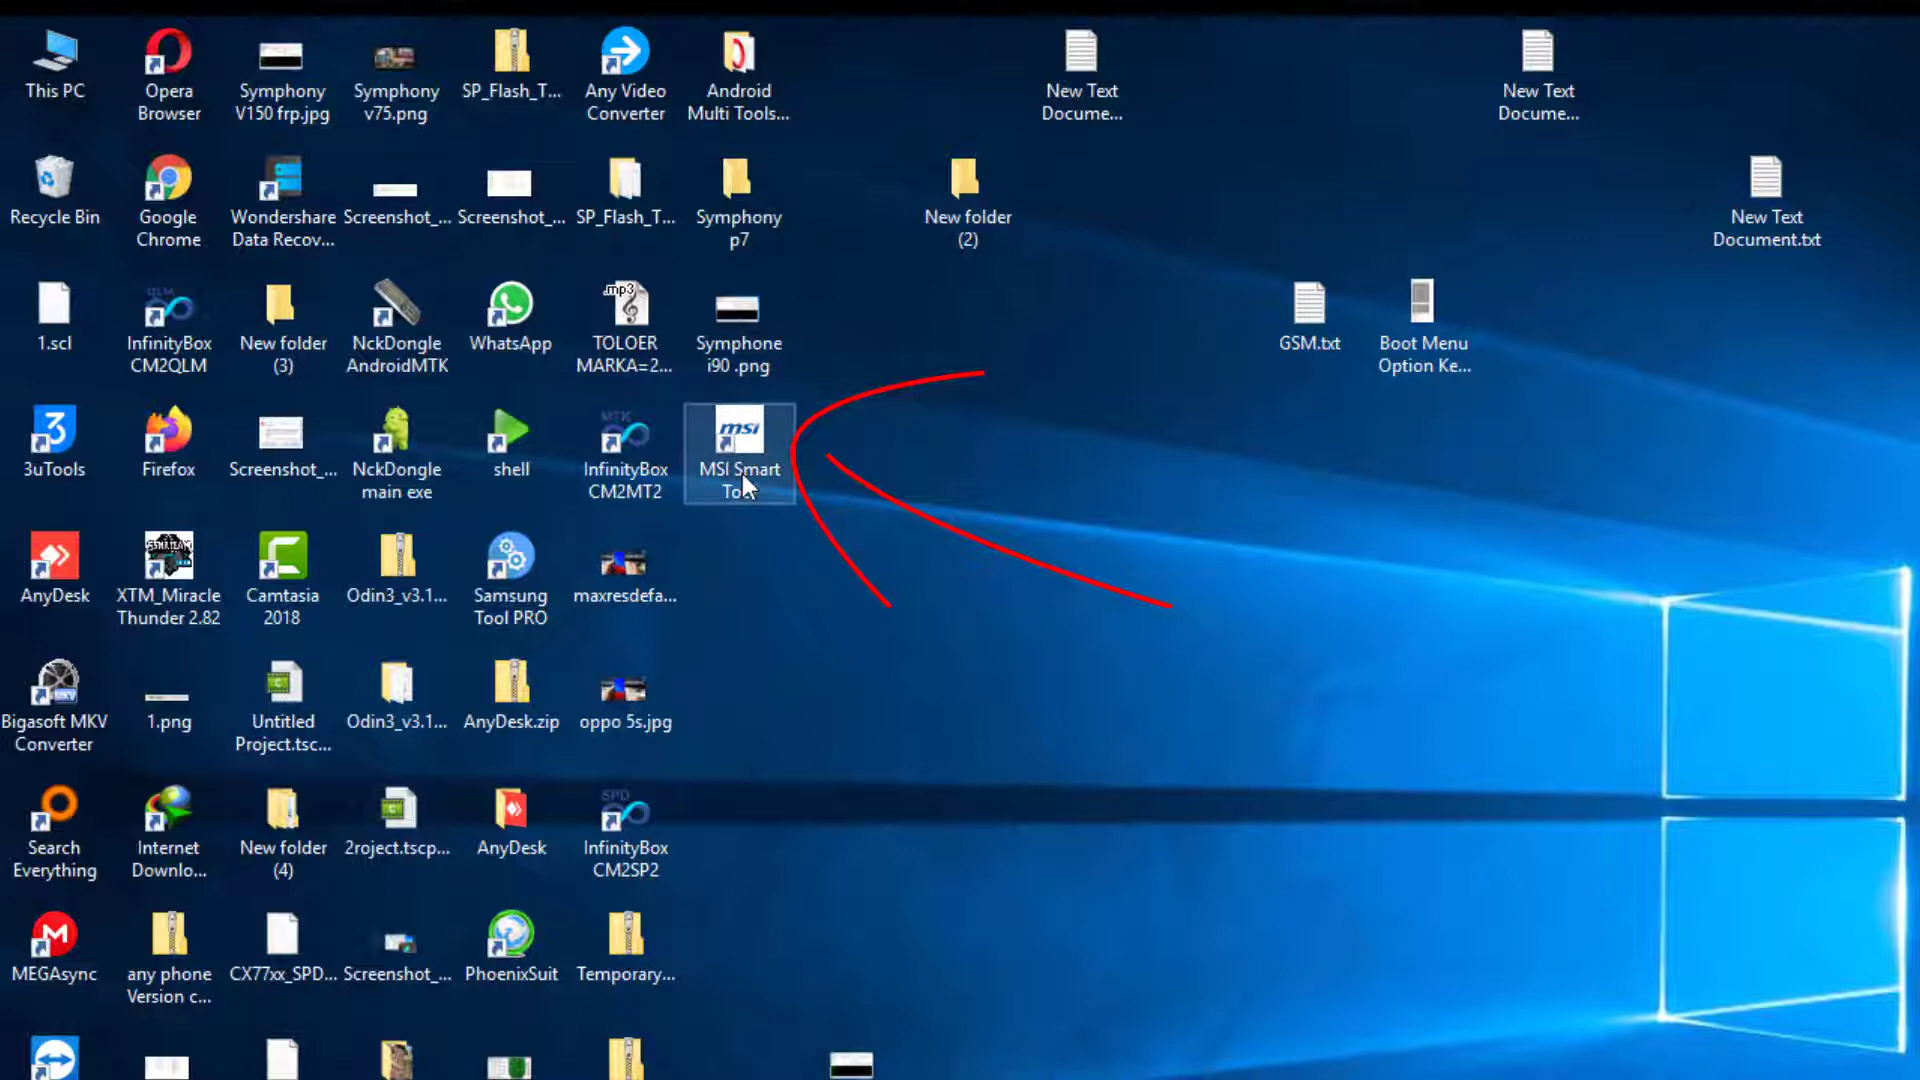 This PC
Opera
Browser
Symphony
V150 frp.jpg
Symphony
v75.png
SP_Flash_T...
Any Video
Converter
Android
Multi Tools...
New Text
Docume...
New Text
Docume...
Recycle Bin
Google
Chrome
Wondershare
Data Recov...
Screenshot_...
Screenshot_...
SP_Flash_T...
Symphony
p7
New folder
(2)
New Text
Document.txt
1.scl
QLM
InfinityBox
CM2QLM
New folder
(3)
NckDongle
AndroidMTK
WhatsApp
.mp3
TOLOER
MARKA=2...
Symphone
i90 .png
GSM.txt
Boot Menu
Option Ke...
3
3uTools
Firefox
Screenshot_...
NckDongle
main exe
shell
MTK
InfinityBox
CM2MT2
msi
MSI Smart
AnyDesk
XTM_Miracle
Thunder 2.82
Camtasia
2018
Odin3_v3.1...
Samsung
Tool PRO
maxresdefa...
MKV
Bigasoft MKV
Converter
1.png
Untitled
Project.tsc...
Odin3_v3.1...
AnyDesk.zip
oppo 5s.jpg
Search
Everything
Internet
Downlo...
New folder
(4)
2roject.tscp...
AnyDesk
SPD
InfinityBox
CM2SP2
MEGAsync
any phone
Version c...
CX77xx_SPD...
Screenshot_...
PhoenixSuit
Temporary...